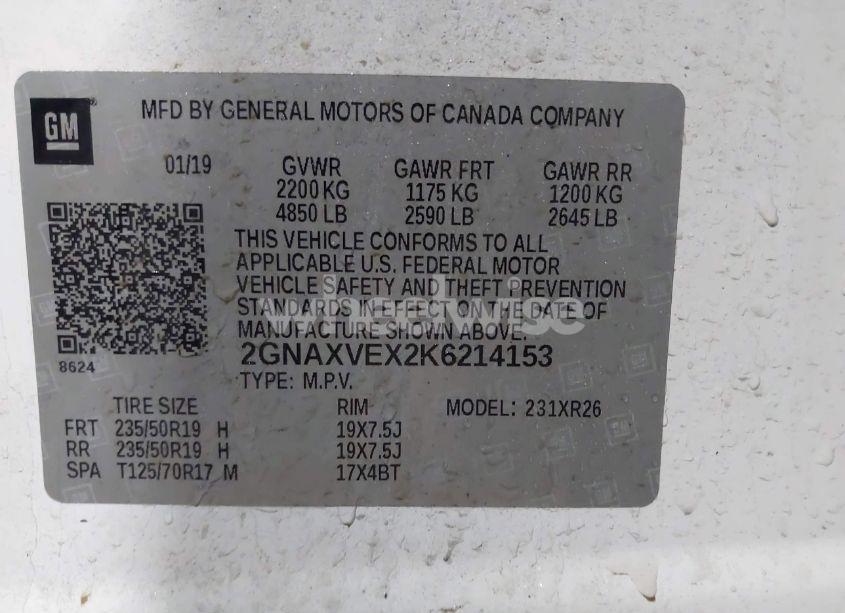 GM
MFD BY GENERAL MOTORS OF CANADA COMPANY
01/19 GVWR GAWR FRT GAWR RR
2200 KG 1175 KG 1200 KG
4850 LB 2590 LB 2645 LB
THIS VEHICLE CONFORMS TO ALL
APPLICABLE U.S. FEDERAL MOTOR
VEHICLE SAFETY AND THEFT PREVENTION
STANDARDS IN EFFECT ON THE DATE OF
MANUFACTURE SHOWN ABOVE.
8624 2GNAXVEX2K6214153
TYPE: M.P.V.
TIRE SIZE RIM MODEL: 231XR26
FRT 235/50R19 H 19X7.5J
RR 235/50R19 H 19X7.5J
SPA T125/70R17 M 17X4BT